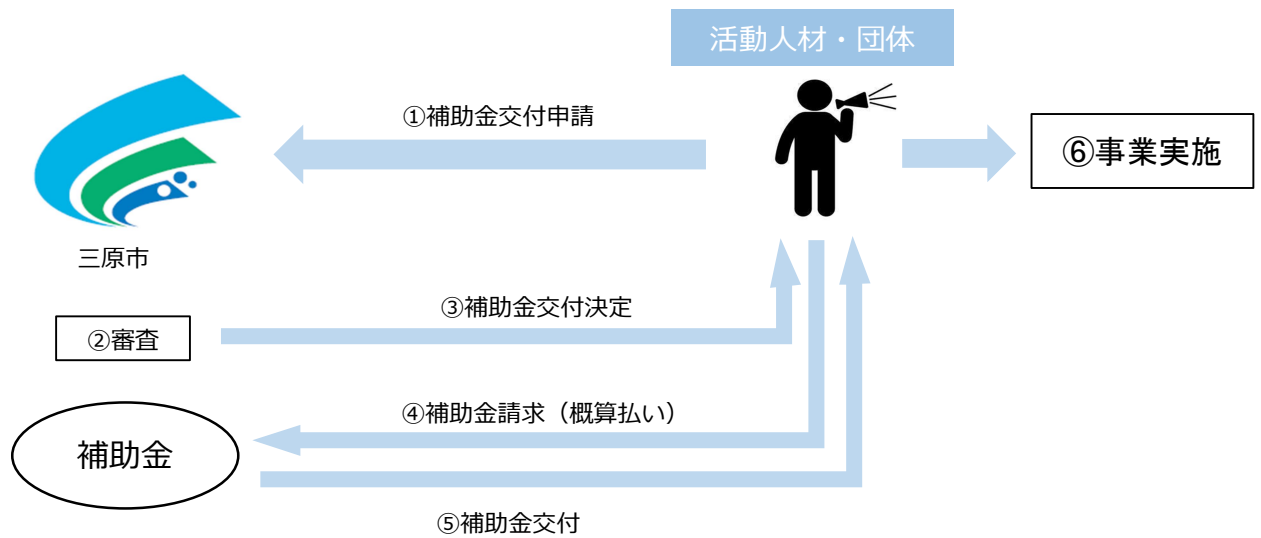 活動人材・団体
①補助金交付申請
⑥事業実施
三原市
③補助金交付決定
②審査
④補助金請求（概算払い）
補助金
⑤補助金交付